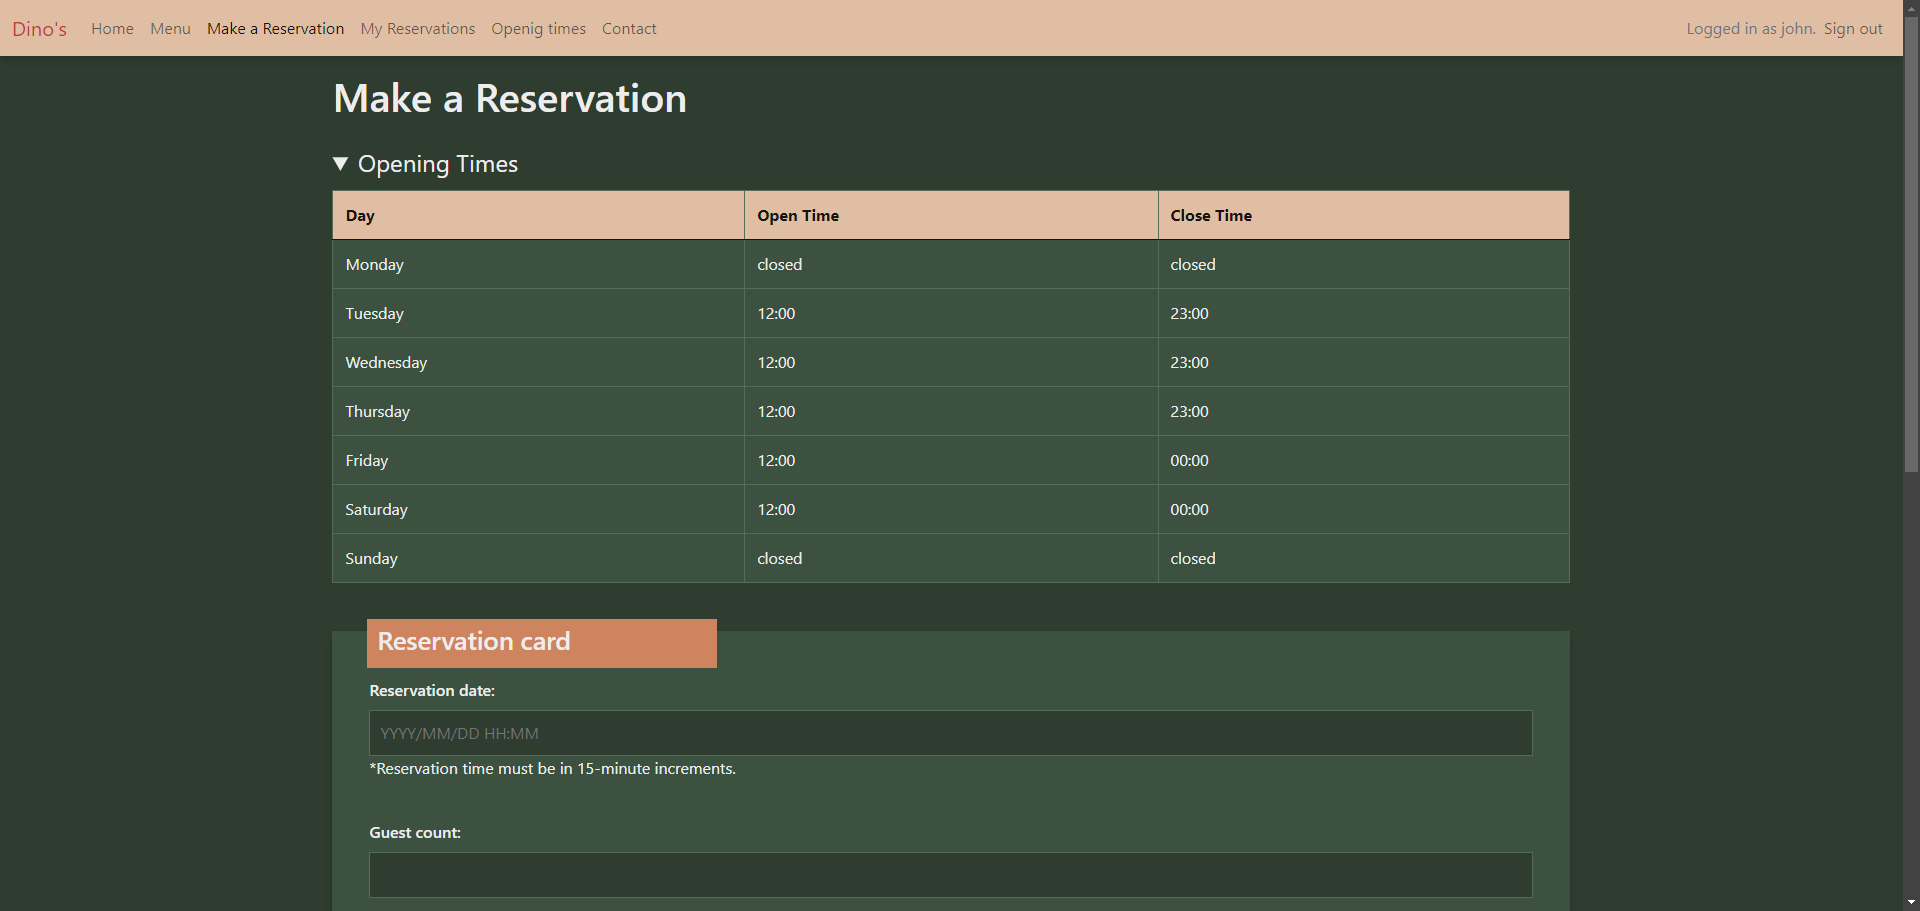 Dino's Home Menu Make a Reservation My Reservations Openig times Contact Logged in as john. Sign out
Make a Reservation
Opening Times
Day Open Time Close Time
Monday closed closed
Tuesday 12:00 23:00
Wednesday 12:00 23:00
Thursday 12:00 23:00
Friday 12:00 00:00
Saturday 12:00 00:00
Sunday closed closed
Reservation card
Reservation date:
YYYY/MM/DD HH:MM
*Reservation time must be in 15-minute increments.
Guest count: